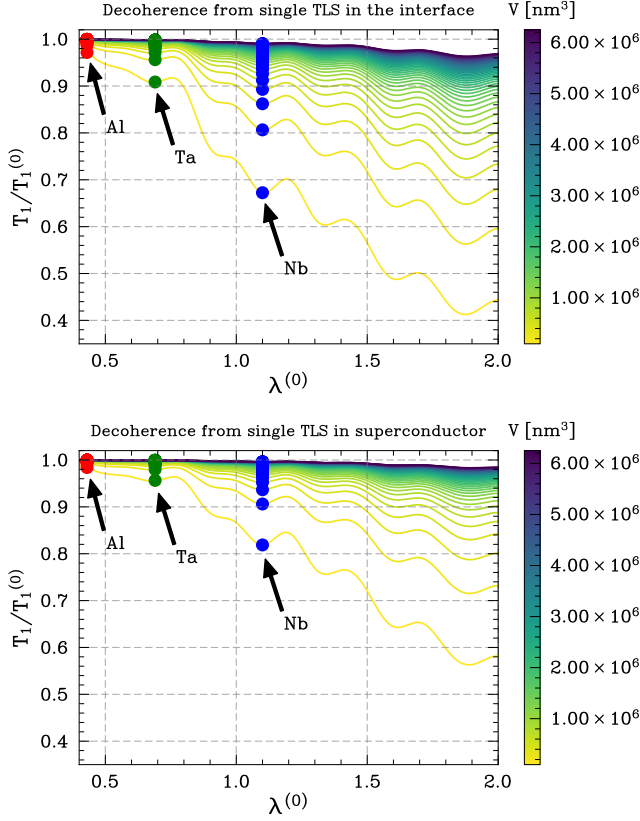 Decoherence from single TLS in the interface
V [nm³]
T₁/T₁⁽⁰⁾
1.0
0.9
0.8
0.7
0.6
0.5
0.4
Al
Ta
Nb
0.5
1.0
1.5
2.0
λ⁽⁰⁾
6.00 × 10⁶
5.00 × 10⁶
4.00 × 10⁶
3.00 × 10⁶
2.00 × 10⁶
1.00 × 10⁶
Decoherence from single TLS in superconductor
V [nm³]
T₁/T₁⁽⁰⁾
1.0
0.9
0.8
0.7
0.6
0.5
0.4
Al
Ta
Nb
0.5
1.0
1.5
2.0
λ⁽⁰⁾
6.00 × 10⁶
5.00 × 10⁶
4.00 × 10⁶
3.00 × 10⁶
2.00 × 10⁶
1.00 × 10⁶